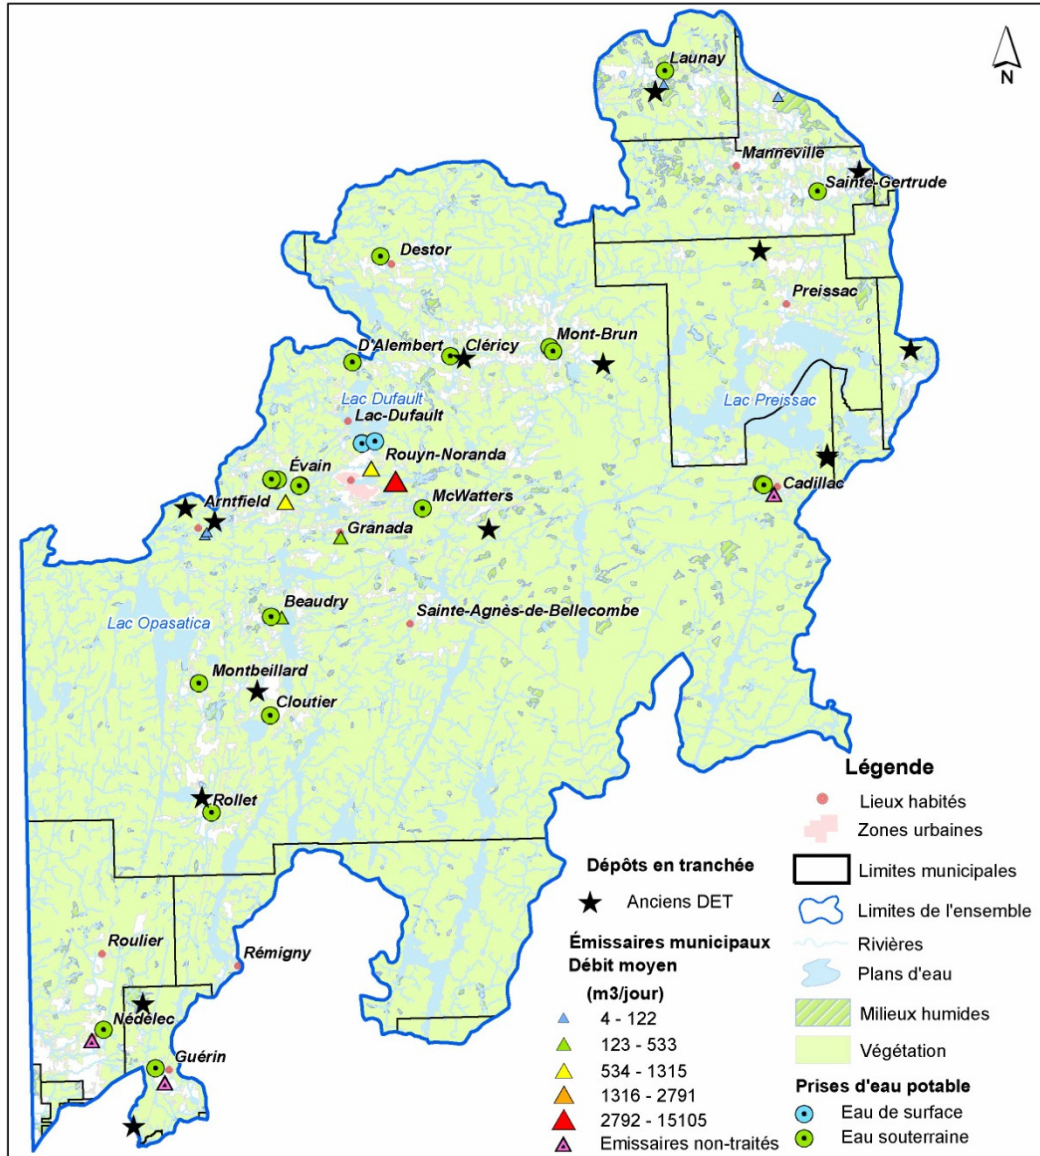 N
Launay
Manneville
Sainte-Gertrude
Destor
Preissac
Mont-Brun
D'Alembert
Cléricy
Lac Dufault
Lac Preissac
Lac-Dufault
Rouyn-Noranda
Évain
Cadillac
McWatters
Arntfield
Granada
Beaudry
Sainte-Agnès-de-Bellecombe
Lac Opasatica
Montbeillard
Cloutier
Rollet
Roulier
Rémigny
Nédélec
Guérin
Légende
Lieux habités
Zones urbaines
Limites municipales
Limites de l'ensemble
Rivières
Plans d'eau
Milieux humides
Végétation
Prises d'eau potable
Eau de surface
Eau souterraine
Dépôts en tranchée
Anciens DET
Émissaires municipaux
Débit moyen
(m3/jour)
4 - 122
123 - 533
534 - 1315
1316 - 2791
2792 - 15105
Emissaires non-traités